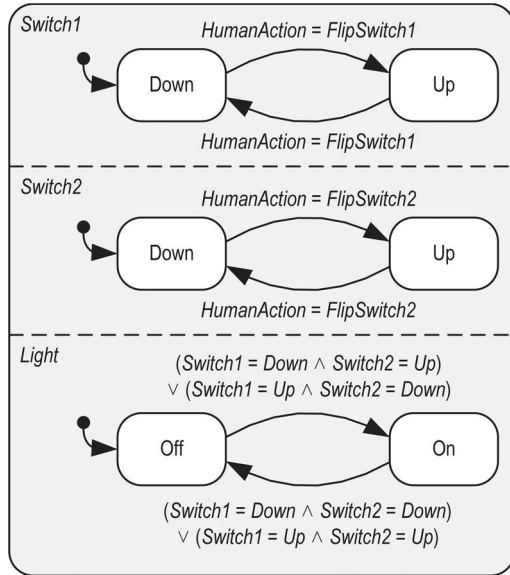 Switch1
HumanAction = FlipSwitch1
Down
Up
HumanAction = FlipSwitch1
Switch2
HumanAction = FlipSwitch2
Down
Up
HumanAction = FlipSwitch2
Light
(Switch1 = Down ∧ Switch2 = Up)
∨ (Switch1 = Up ∧ Switch2 = Down)
Off
On
(Switch1 = Down ∧ Switch2 = Down)
∨ (Switch1 = Up ∧ Switch2 = Up)